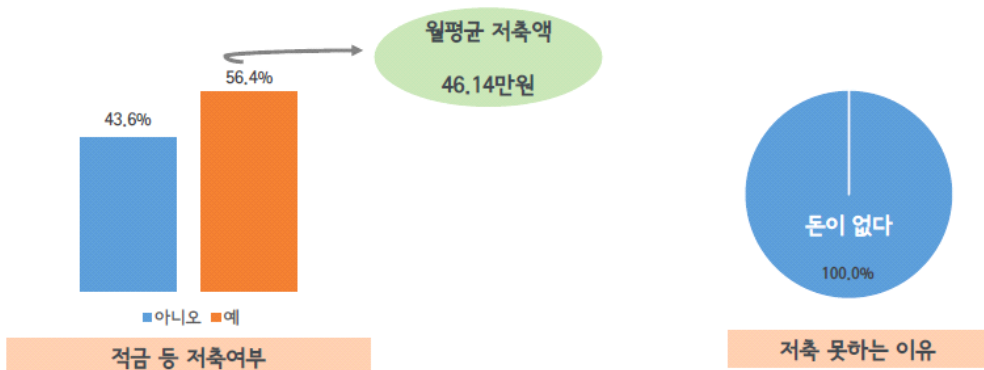 월평균 저축액
46.14만원
56.4%
43.6%
아니오 예
적금 등 저축여부
돈이 없다
100.0%
저축 못하는 이유